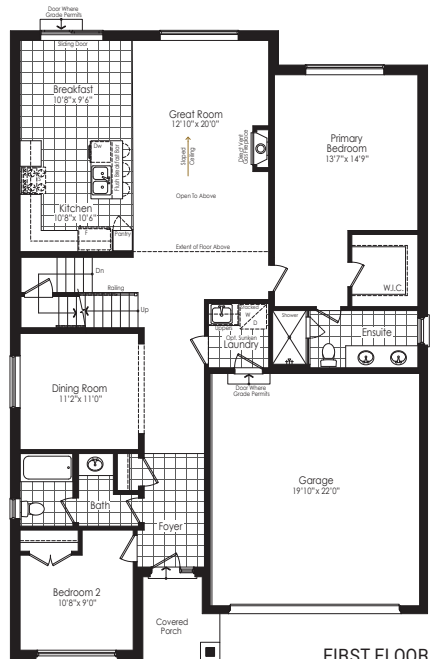 Door Where
Grade Permits
Sliding Door
Breakfast
10'8" x 9'6"
Great Room
12'10" x 20'0"
Sloped
Ceiling
Direct Vent
Gas Fireplace
Primary
Bedroom
13'7" x 14'9"
Dw
Flush Breakfast Bar
Open To Above
Kitchen
10'8" x 10'6"
F
Pantry
Extent of Floor Above
W.I.C.
Dn
Railing
Up
Stacked
W
D
Uppers
Opt. Sunken
Laundry
Shower
Ensuite
Door Where
Grade Permits
Dining Room
11'2" x 11'0"
Garage
19'10" x 22'0"
Bath
Foyer
Bedroom 2
10'8" x 9'0"
Covered
Porch
FIRST FLOOR